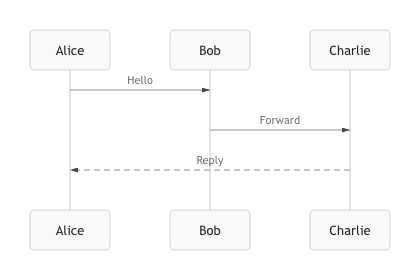 Alice
Bob
Charlie
Hello
Forward
Reply
Alice
Bob
Charlie